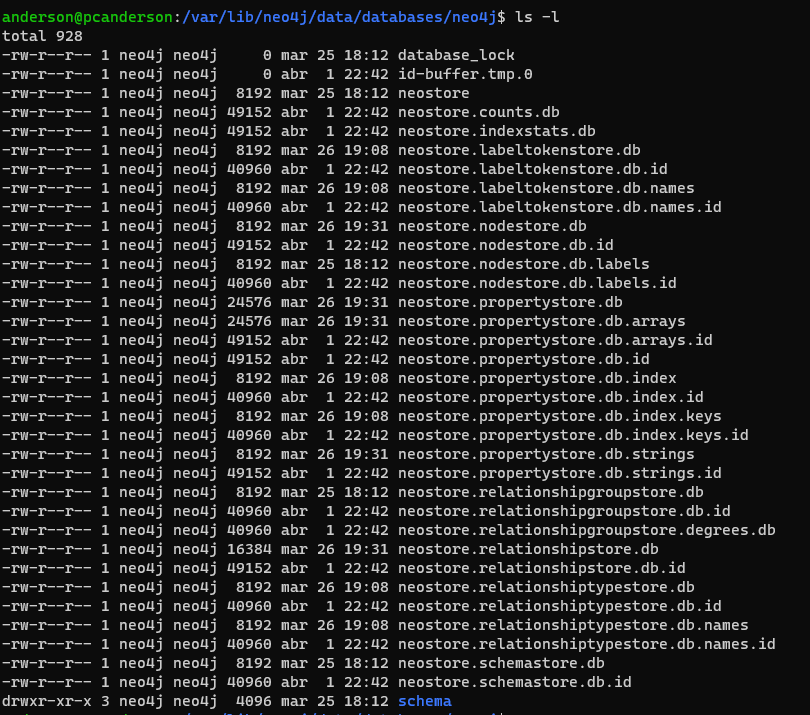 anderson@pcanderson:/var/lib/neo4j/data/databases/neo4j$ ls -l
total 928
-rw-r--r-- 1 neo4j neo4j     0 mar 25 18:12 database_lock
-rw-r--r-- 1 neo4j neo4j     0 abr  1 22:42 id-buffer.tmp.0
-rw-r--r-- 1 neo4j neo4j  8192 mar 25 18:12 neostore
-rw-r--r-- 1 neo4j neo4j 49152 abr  1 22:42 neostore.counts.db
-rw-r--r-- 1 neo4j neo4j 49152 abr  1 22:42 neostore.indexstats.db
-rw-r--r-- 1 neo4j neo4j  8192 mar 26 19:08 neostore.labeltokenstore.db
-rw-r--r-- 1 neo4j neo4j 40960 abr  1 22:42 neostore.labeltokenstore.db.id
-rw-r--r-- 1 neo4j neo4j  8192 mar 26 19:08 neostore.labeltokenstore.db.names
-rw-r--r-- 1 neo4j neo4j 40960 abr  1 22:42 neostore.labeltokenstore.db.names.id
-rw-r--r-- 1 neo4j neo4j  8192 mar 26 19:31 neostore.nodestore.db
-rw-r--r-- 1 neo4j neo4j 49152 abr  1 22:42 neostore.nodestore.db.id
-rw-r--r-- 1 neo4j neo4j  8192 mar 25 18:12 neostore.nodestore.db.labels
-rw-r--r-- 1 neo4j neo4j 40960 abr  1 22:42 neostore.nodestore.db.labels.id
-rw-r--r-- 1 neo4j neo4j 24576 mar 26 19:31 neostore.propertystore.db
-rw-r--r-- 1 neo4j neo4j 24576 mar 26 19:31 neostore.propertystore.db.arrays
-rw-r--r-- 1 neo4j neo4j 49152 abr  1 22:42 neostore.propertystore.db.arrays.id
-rw-r--r-- 1 neo4j neo4j 49152 abr  1 22:42 neostore.propertystore.db.id
-rw-r--r-- 1 neo4j neo4j  8192 mar 26 19:08 neostore.propertystore.db.index
-rw-r--r-- 1 neo4j neo4j 40960 abr  1 22:42 neostore.propertystore.db.index.id
-rw-r--r-- 1 neo4j neo4j  8192 mar 26 19:08 neostore.propertystore.db.index.keys
-rw-r--r-- 1 neo4j neo4j 40960 abr  1 22:42 neostore.propertystore.db.index.keys.id
-rw-r--r-- 1 neo4j neo4j  8192 mar 26 19:31 neostore.propertystore.db.strings
-rw-r--r-- 1 neo4j neo4j 49152 abr  1 22:42 neostore.propertystore.db.strings.id
-rw-r--r-- 1 neo4j neo4j  8192 mar 25 18:12 neostore.relationshipgroupstore.db
-rw-r--r-- 1 neo4j neo4j 40960 abr  1 22:42 neostore.relationshipgroupstore.db.id
-rw-r--r-- 1 neo4j neo4j 40960 abr  1 22:42 neostore.relationshipgroupstore.degrees.db
-rw-r--r-- 1 neo4j neo4j 16384 mar 26 19:31 neostore.relationshipstore.db
-rw-r--r-- 1 neo4j neo4j 49152 abr  1 22:42 neostore.relationshipstore.db.id
-rw-r--r-- 1 neo4j neo4j  8192 mar 26 19:08 neostore.relationshiptypestore.db
-rw-r--r-- 1 neo4j neo4j 40960 abr  1 22:42 neostore.relationshiptypestore.db.id
-rw-r--r-- 1 neo4j neo4j  8192 mar 26 19:08 neostore.relationshiptypestore.db.names
-rw-r--r-- 1 neo4j neo4j 40960 abr  1 22:42 neostore.relationshiptypestore.db.names.id
-rw-r--r-- 1 neo4j neo4j  8192 mar 25 18:12 neostore.schemastore.db
-rw-r--r-- 1 neo4j neo4j 40960 abr  1 22:42 neostore.schemastore.db.id
drwxr-xr-x 3 neo4j neo4j  4096 mar 25 18:12 schema